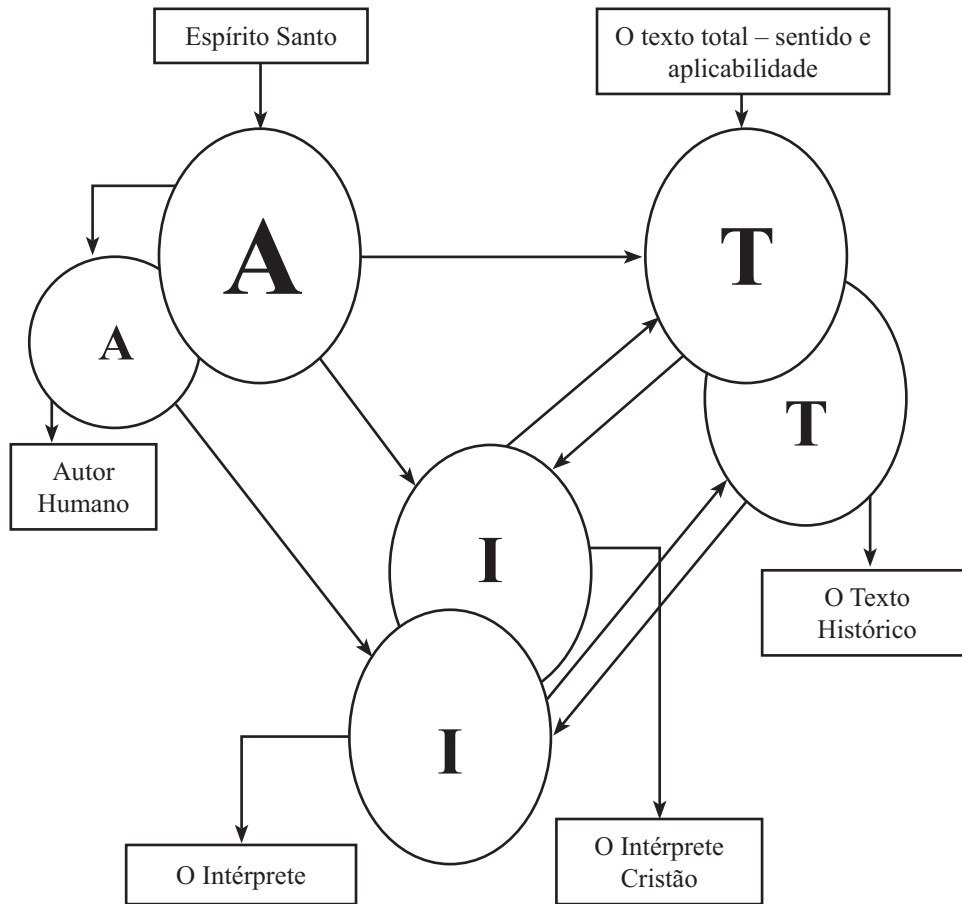 Espírito Santo
O texto total – sentido e
aplicabilidade
A
T
A
T
Autor
Humano
I
O Texto
Histórico
I
O Intérprete
O Intérprete
Cristão